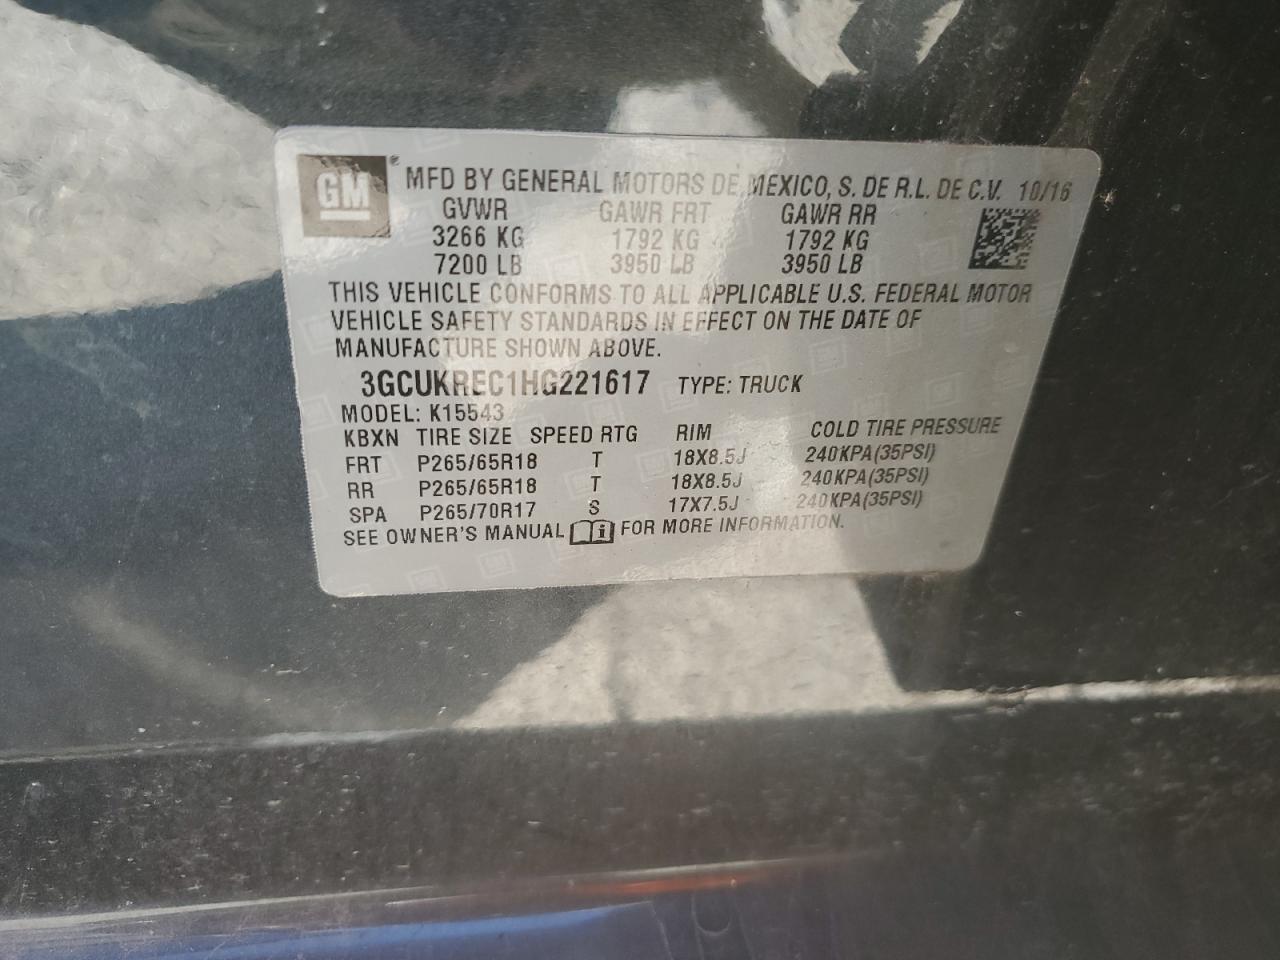 GM® MFD BY GENERAL MOTORS DE MEXICO, S. DE R.L. DE C.V. 10/16
GVWR GAWR FRT GAWR RR
3266 KG 1792 KG 1792 KG
7200 LB 3950 LB 3950 LB
THIS VEHICLE CONFORMS TO ALL APPLICABLE U.S. FEDERAL MOTOR
VEHICLE SAFETY STANDARDS IN EFFECT ON THE DATE OF
MANUFACTURE SHOWN ABOVE.
3GCUKREC1HG221617 TYPE: TRUCK
MODEL: K15543
KBXN TIRE SIZE SPEED RTG RIM COLD TIRE PRESSURE
FRT P265/65R18 T 18X8.5J 240KPA(35PSI)
RR P265/65R18 T 18X8.5J 240KPA(35PSI)
SPA P265/70R17 S 17X7.5J 240KPA(35PSI)
SEE OWNER'S MANUAL i FOR MORE INFORMATION.